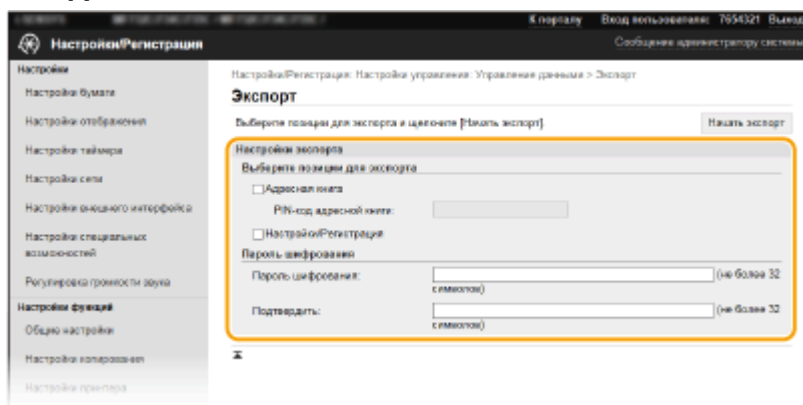 К порталу Вход пользователя: 7654321 Выход
Настройки/Регистрация
Сообщение администратору системы
Настройки
Настройки бумаги
Настройки отображения
Настройки таймера
Настройки сети
Настройки внешнего интерфейса
Настройки специальных
возможностей
Регулировка громкости звука
Настройки функций
Общие настройки
Настройки копирования
Настройки принтера
Настройки/Регистрация: Настройки управления: Управление данными > Экспорт
Экспорт
Выберите позиции для экспорта и щелкните [Начать экспорт].
Начать экспорт
Настройки экспорта
Выберите позиции для экспорта
Адресная книга
PIN-код адресной книги:
Настройки/Регистрация
Пароль шифрования
Пароль шифрования: (не более 32
символов)
Подтвердить: (не более 32
символов)